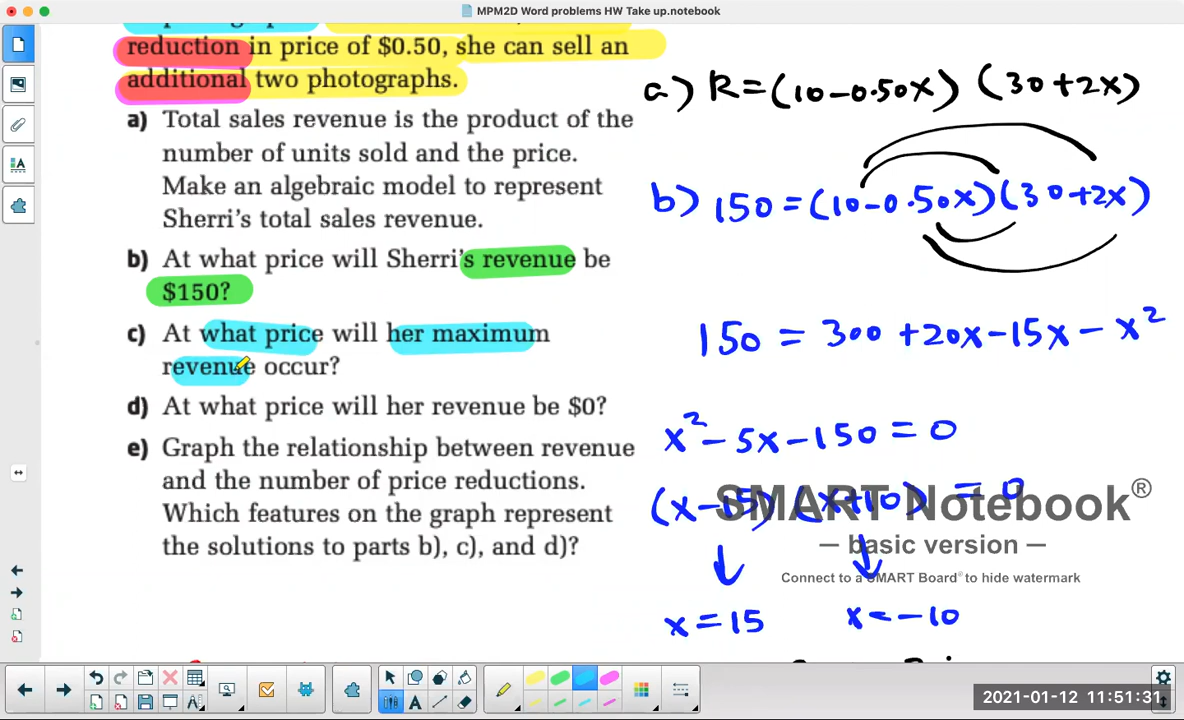 MPM2D Word problems HW Take up.notebook
reduction in price of $0.50, she can sell an
additional two photographs.
a) Total sales revenue is the product of the
number of units sold and the price.
Make an algebraic model to represent
Sherri's total sales revenue.
b) At what price will Sherri's revenue be
$150?
c) At what price will her maximum
revenue occur?
d) At what price will her revenue be $0?
e) Graph the relationship between revenue
and the number of price reductions.
Which features on the graph represent
the solutions to parts b), c), and d)?
a) R=(10-0.50x) (30+2x)
b) 150=(10-0.50x)(30+2x)
150 = 300 +20x-15x-x²
x²-5x-150=0
(x-15) (x+10) = 0
x=15 x=-10
SMART Notebook®
— basic version —
Connect to a SMART Board® to hide watermark
2021-01-12 11:51:31